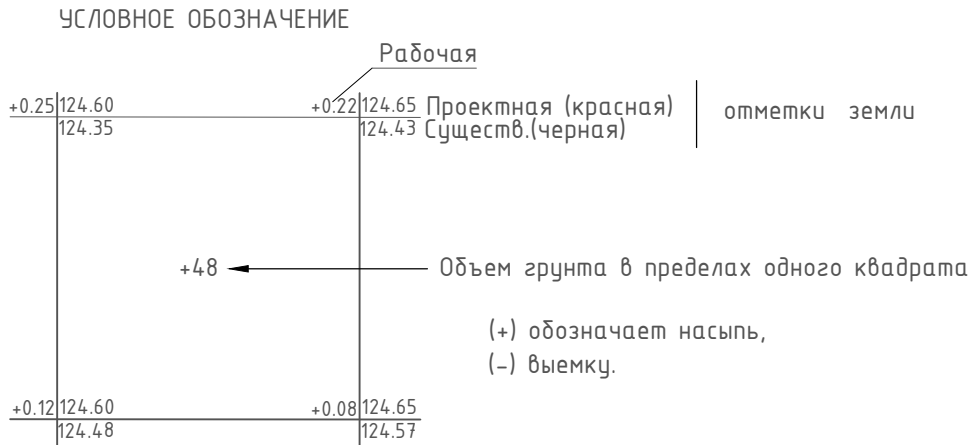 УСЛОВНОЕ ОБОЗНАЧЕНИЕ
Рабочая
+0.25 124.60 +0.22 124.65 Проектная (красная)
отметки земли
124.35 124.43 Существ.(черная)
+48 Объем грунта в пределах одного квадрата
(+) обозначает насыпь,
(-) выемку.
+0.12 124.60 +0.08 124.65
124.48 124.57